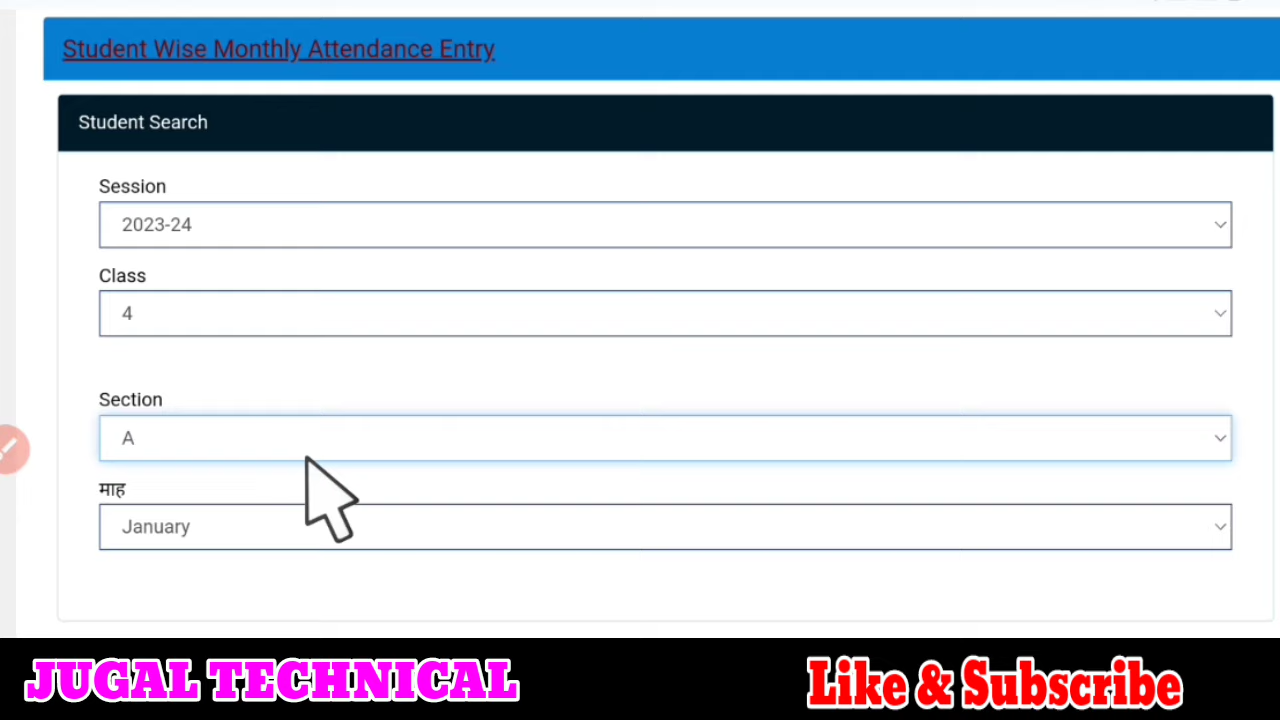 Student Wise Monthly Attendance Entry
Student Search
Session
2023-24
Class
4
Section
A
माह
January
JUGAL TECHNICAL
Like & Subscribe